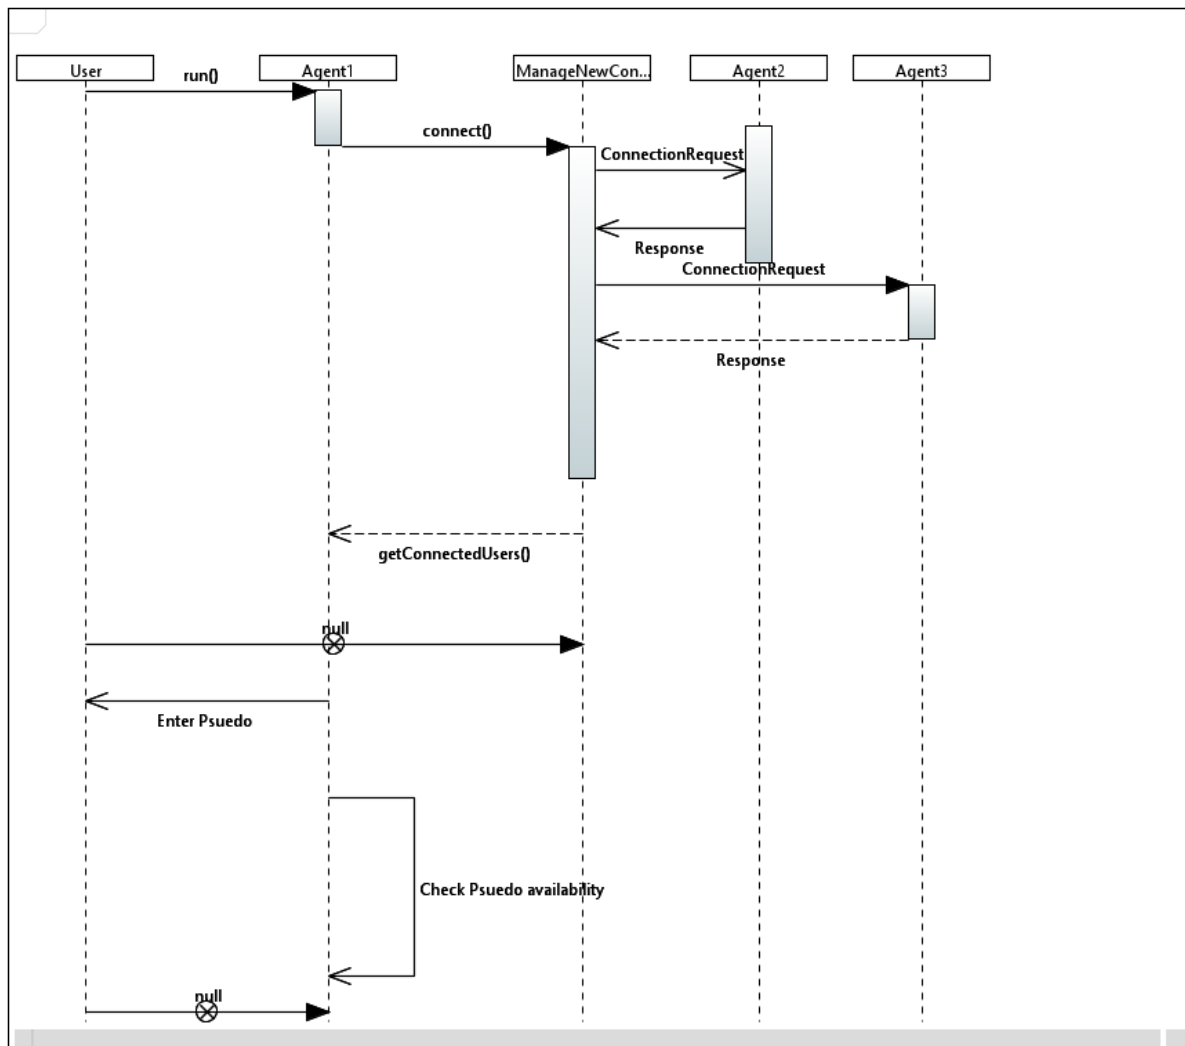 User
Agent1
ManageNewCon...
Agent2
Agent3
run()
connect()
ConnectionRequest
Response
ConnectionRequest
Response
getConnectedUsers()
null
Enter Psuedo
Check Psuedo availability
null